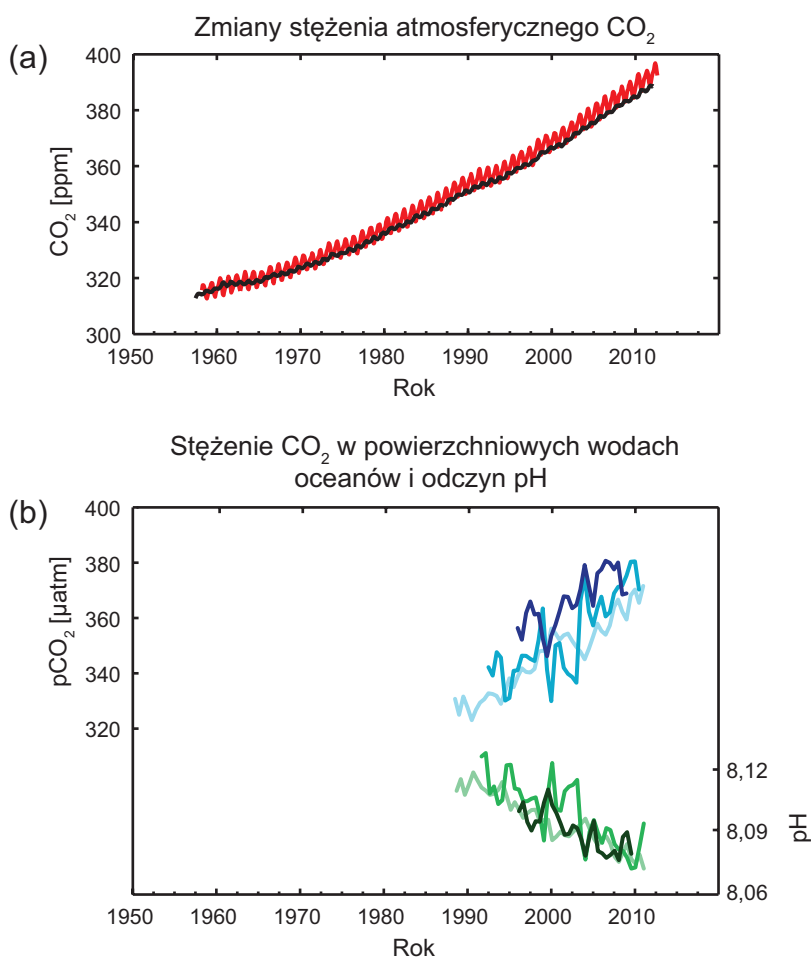 Zmiany stężenia atmosferycznego CO₂
(a)
400
380
360
340
320
300
CO₂ [ppm]
1950 1960 1970 1980 1990 2000 2010
Rok
Stężenie CO₂ w powierzchniowych wodach
oceanów i odczyn pH
(b)
400
380
360
340
320
pCO₂ [µatm]
8,12
8,09
8,06
pH
1950 1960 1970 1980 1990 2000 2010
Rok